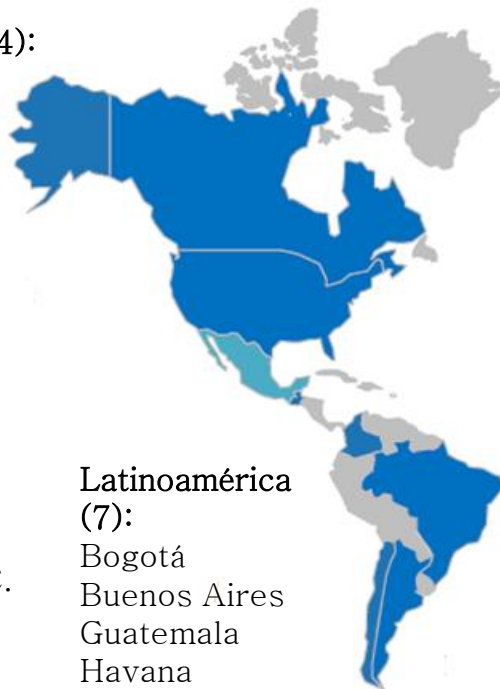 4):
Latinoamérica
(7):
Bogotá
Buenos Aires
Guatemala
Havana